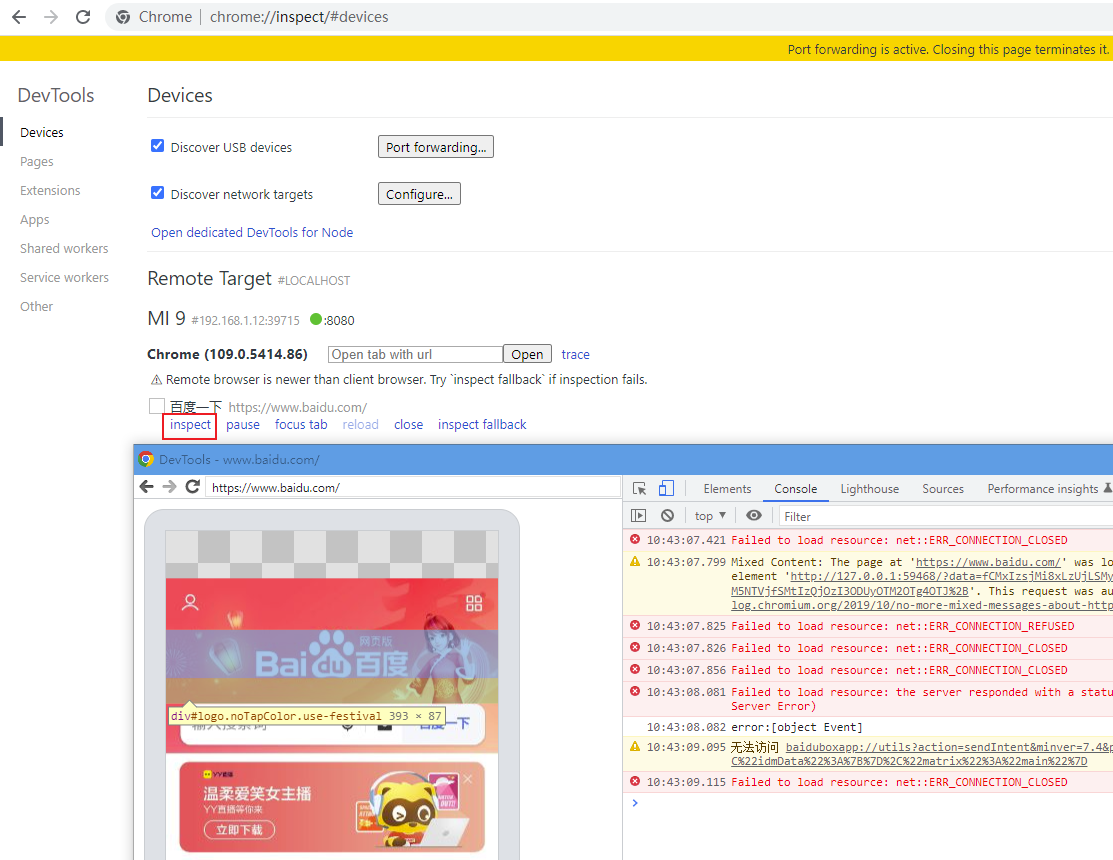 Chrome | chrome://inspect/#devices
Port forwarding is active. Closing this page terminates it.
DevTools
Devices
Pages
Extensions
Apps
Shared workers
Service workers
Other
Devices
Discover USB devices
Port forwarding...
Discover network targets
Configure...
Open dedicated DevTools for Node
Remote Target #LOCALHOST
MI 9 #192.168.1.12:39715 :8080
Chrome (109.0.5414.86) Open tab with url Open trace
⚠ Remote browser is newer than client browser. Try `inspect fallback` if inspection fails.
百度一下 https://www.baidu.com/
inspect pause focus tab reload close inspect fallback
DevTools - www.baidu.com/
https://www.baidu.com/
网页版
Bai du 百度
div#logo.noTapColor.use-festival 393 × 87
输入搜索词 百度一下
YY直播
温柔爱笑女主播
YY直播等你来
立即下载
Elements Console Lighthouse Sources Performance insights
top ▼ Filter
10:43:07.421 Failed to load resource: net::ERR_CONNECTION_CLOSED
10:43:07.799 Mixed Content: The page at 'https://www.baidu.com/' was lo
element 'http://127.0.0.1:59468/?data=fCMxIzsjMi8xLzUjLSMy
M5NTVjfSMtIzQjOzI3ODUyOTM2OTg4OTJ%2B'. This request was au
log.chromium.org/2019/10/no-more-mixed-messages-about-http
10:43:07.825 Failed to load resource: net::ERR_CONNECTION_REFUSED
10:43:07.826 Failed to load resource: net::ERR_CONNECTION_CLOSED
10:43:07.856 Failed to load resource: net::ERR_CONNECTION_CLOSED
10:43:08.081 Failed to load resource: the server responded with a statu
Server Error)
10:43:08.082 error:[object Event]
10:43:09.095 无法访问 baiduboxapp://utils?action=sendIntent&minver=7.4&p
C%22idmData%22%3A%7B%7D%2C%22matrix%22%3A%22main%22%7D
10:43:09.115 Failed to load resource: net::ERR_CONNECTION_CLOSED